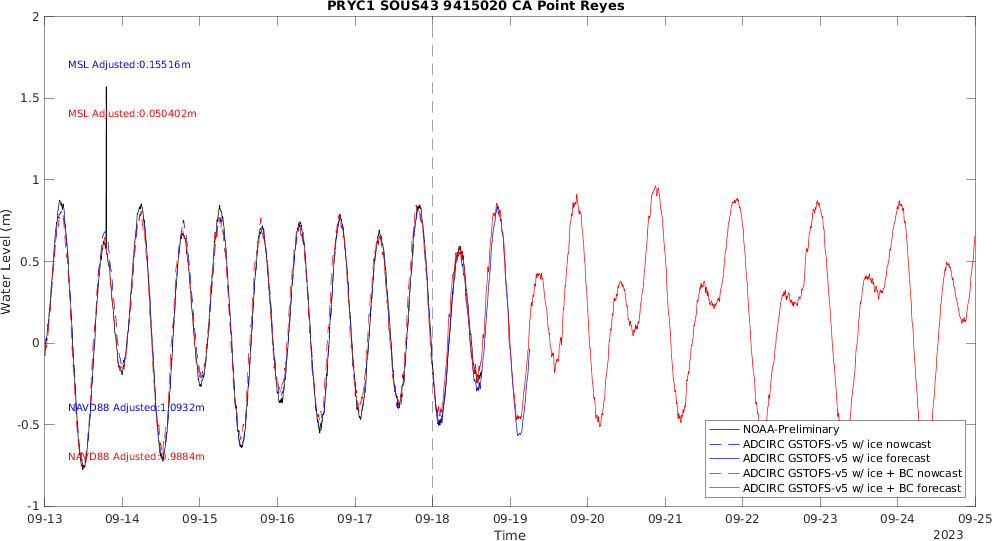 PRYC1 SOUS43 9415020 CA Point Reyes
2
1.5
1
0.5
0
-0.5
-1
Water Level (m)
MSL Adjusted:0.15516m
MSL Adjusted:0.050402m
NAVD88 Adjusted:1.0932m
NAVD88 Adjusted:0.9884m
NOAA-Preliminary
ADCIRC GSTOFS-v5 w/ ice nowcast
ADCIRC GSTOFS-v5 w/ ice forecast
ADCIRC GSTOFS-v5 w/ ice + BC nowcast
ADCIRC GSTOFS-v5 w/ ice + BC forecast
09-13 09-14 09-15 09-16 09-17 09-18 09-19 09-20 09-21 09-22 09-23 09-24 09-25
Time
2023